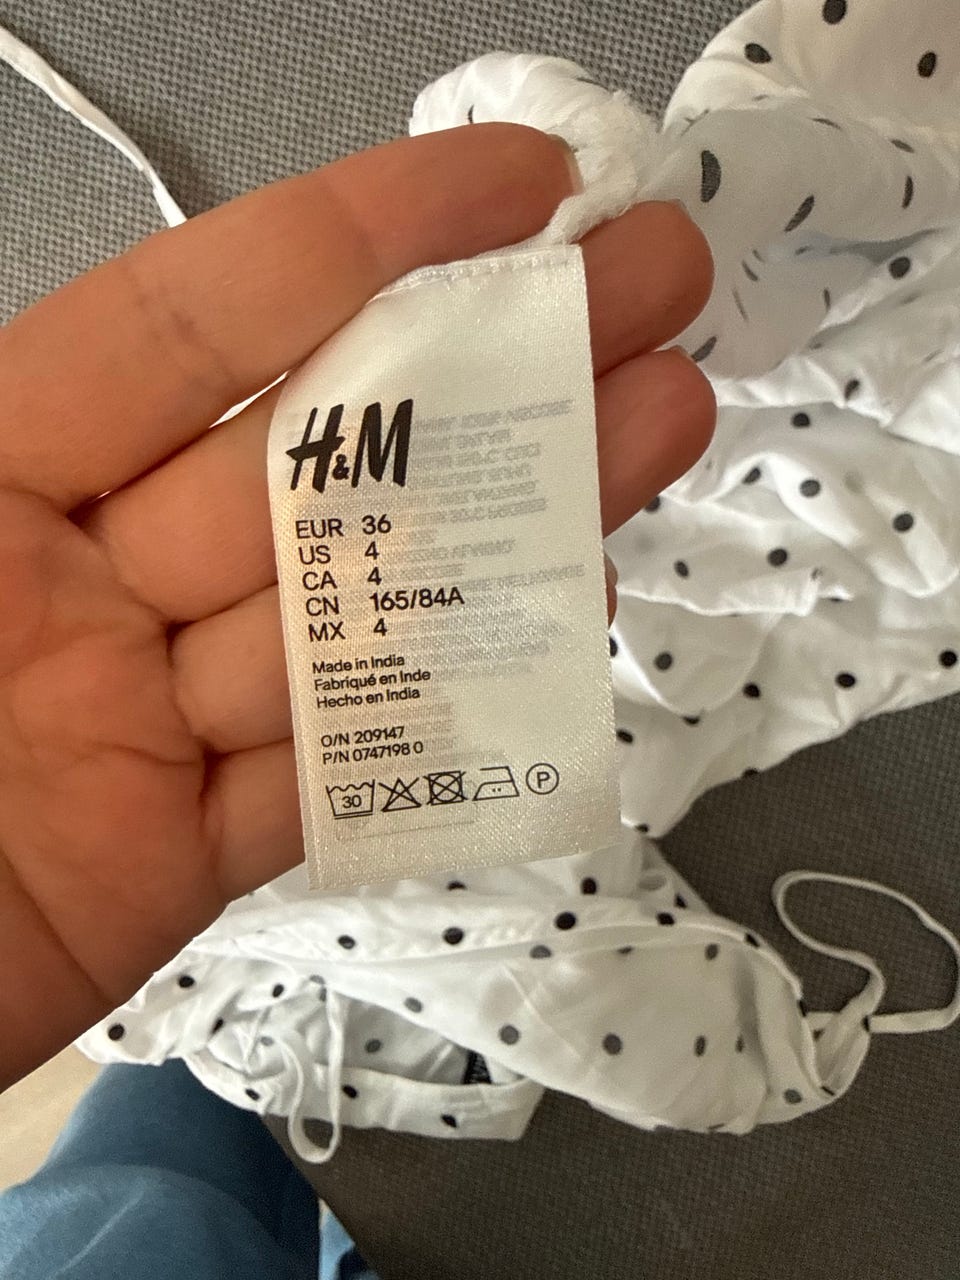 H&M
EUR 36
US 4
CA 4
CN 165/84A
MX 4
Made in India
Fabriqué en Inde
Hecho en India
O/N 209147
P/N 0747198 0
30
P